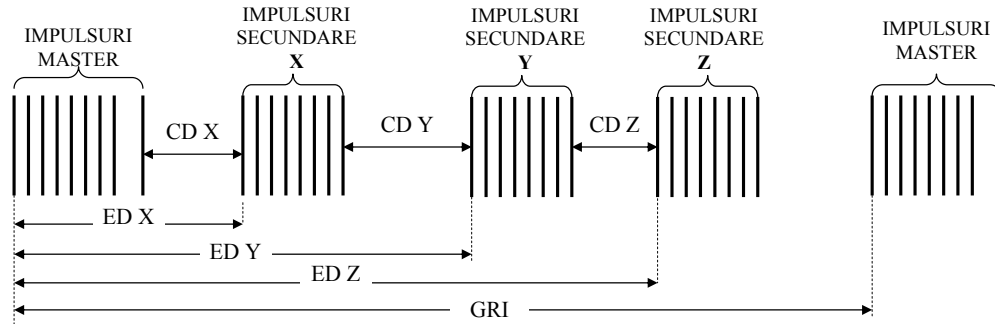 IMPULSURI
MASTER
IMPULSURI
SECUNDARE
X
IMPULSURI
SECUNDARE
Y
IMPULSURI
SECUNDARE
Z
IMPULSURI
MASTER
CD X
CD Y
CD Z
ED X
ED Y
ED Z
GRI